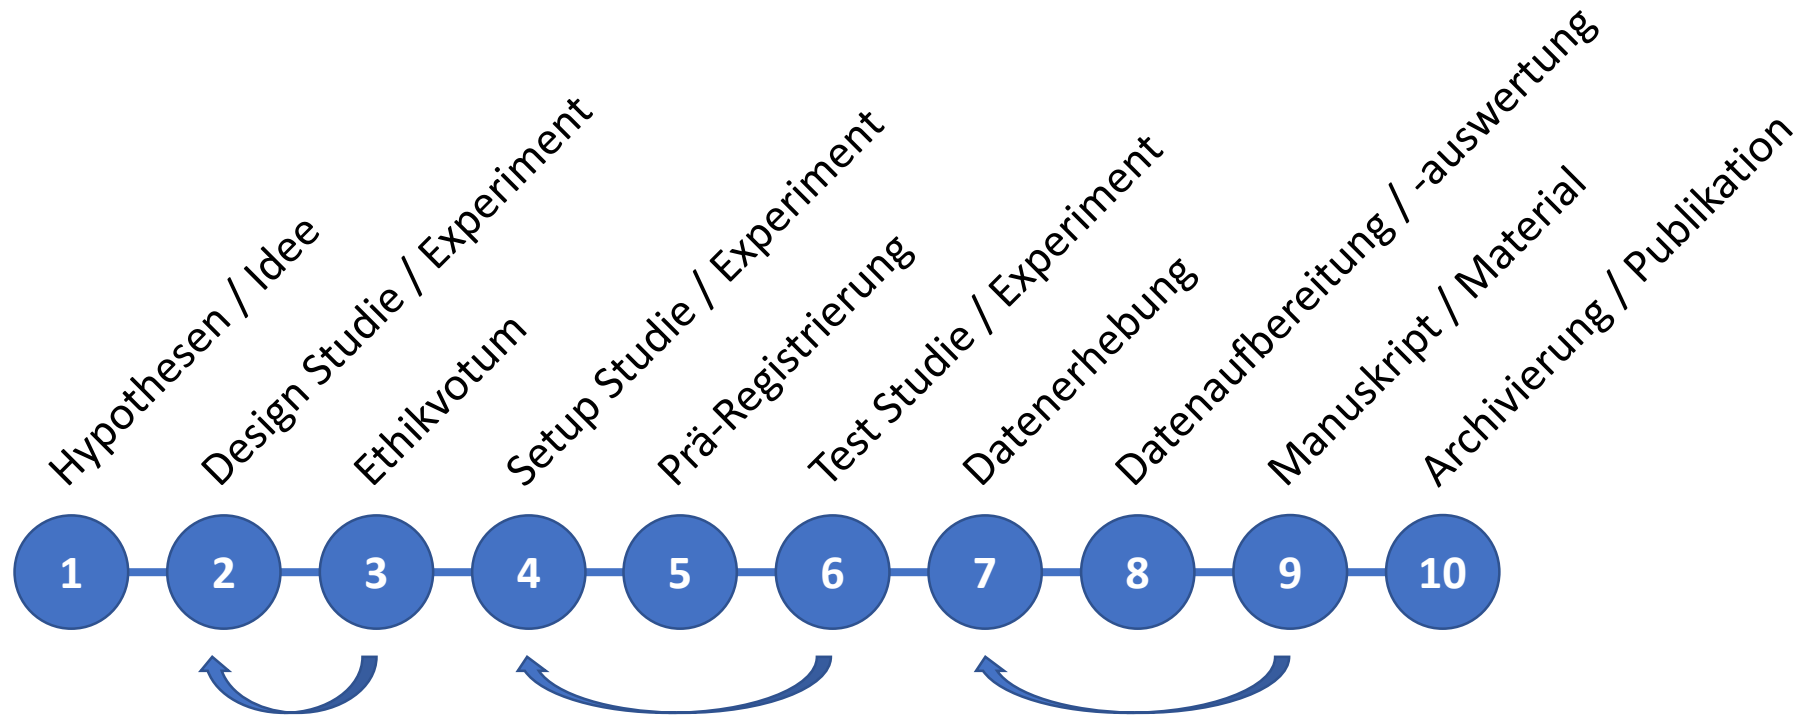 Hypothesen / Idee
Design Studie / Experiment
Ethikvotum
Setup Studie / Experiment
Prä-Registrierung
Test Studie / Experiment
Datenerhebung
Datenaufbereitung / -auswertung
Manuskript / Material
Archivierung / Publikation
1
2
3
4
5
6
7
8
9
10